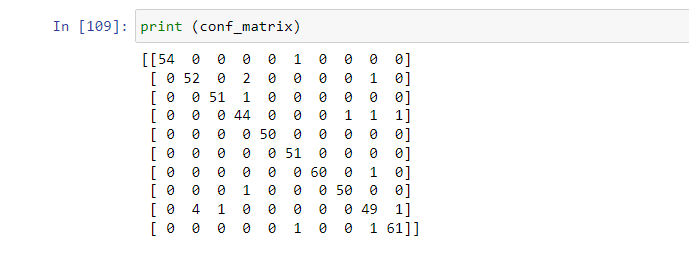 In [109]: print (conf_matrix)
[[54  0  0  0  0  1  0  0  0  0]
 [ 0 52  0  2  0  0  0  0  1  0]
 [ 0  0 51  1  0  0  0  0  0  0]
 [ 0  0  0 44  0  0  0  1  1  1]
 [ 0  0  0  0 50  0  0  0  0  0]
 [ 0  0  0  0  0 51  0  0  0  0]
 [ 0  0  0  0  0  0 60  0  1  0]
 [ 0  0  0  1  0  0  0 50  0  0]
 [ 0  4  1  0  0  0  0  0 49  1]
 [ 0  0  0  0  0  1  0  0  1 61]]